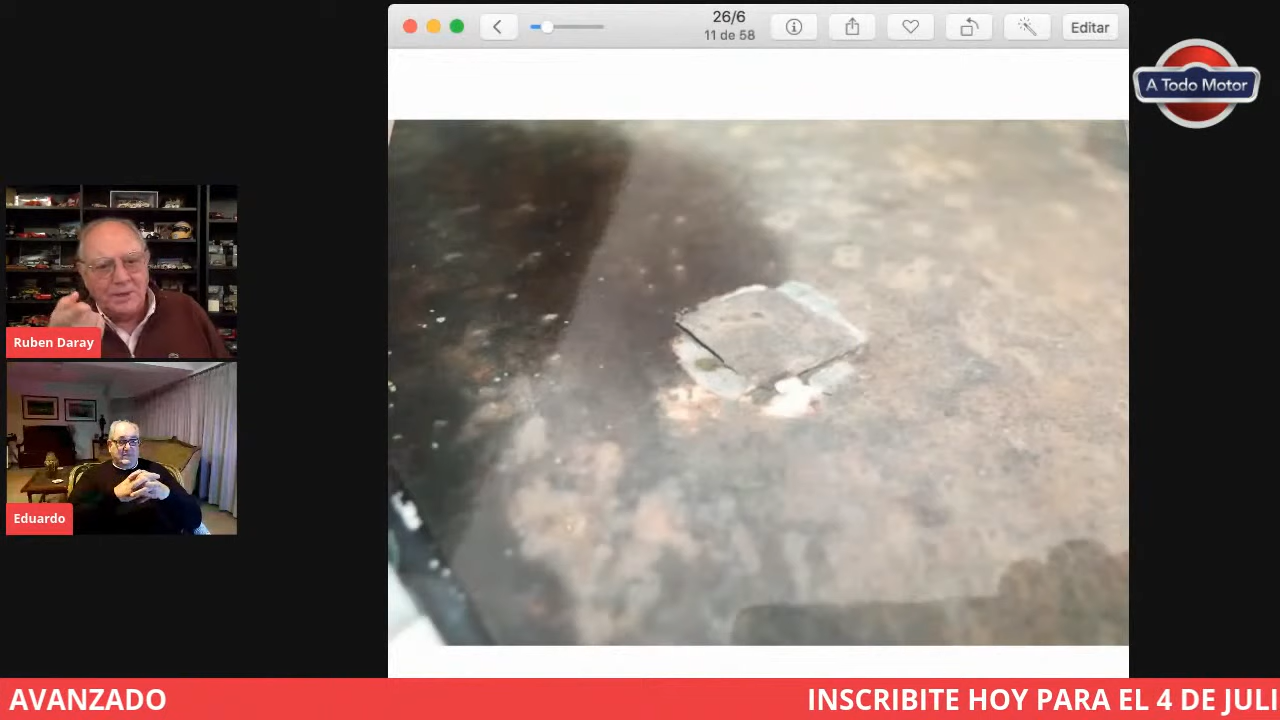 26/6
11 de 58
Editar
A Todo Motor
Ruben Daray
Eduardo
AVANZADO
INSCRIBITE HOY PARA EL 4 DE JULI